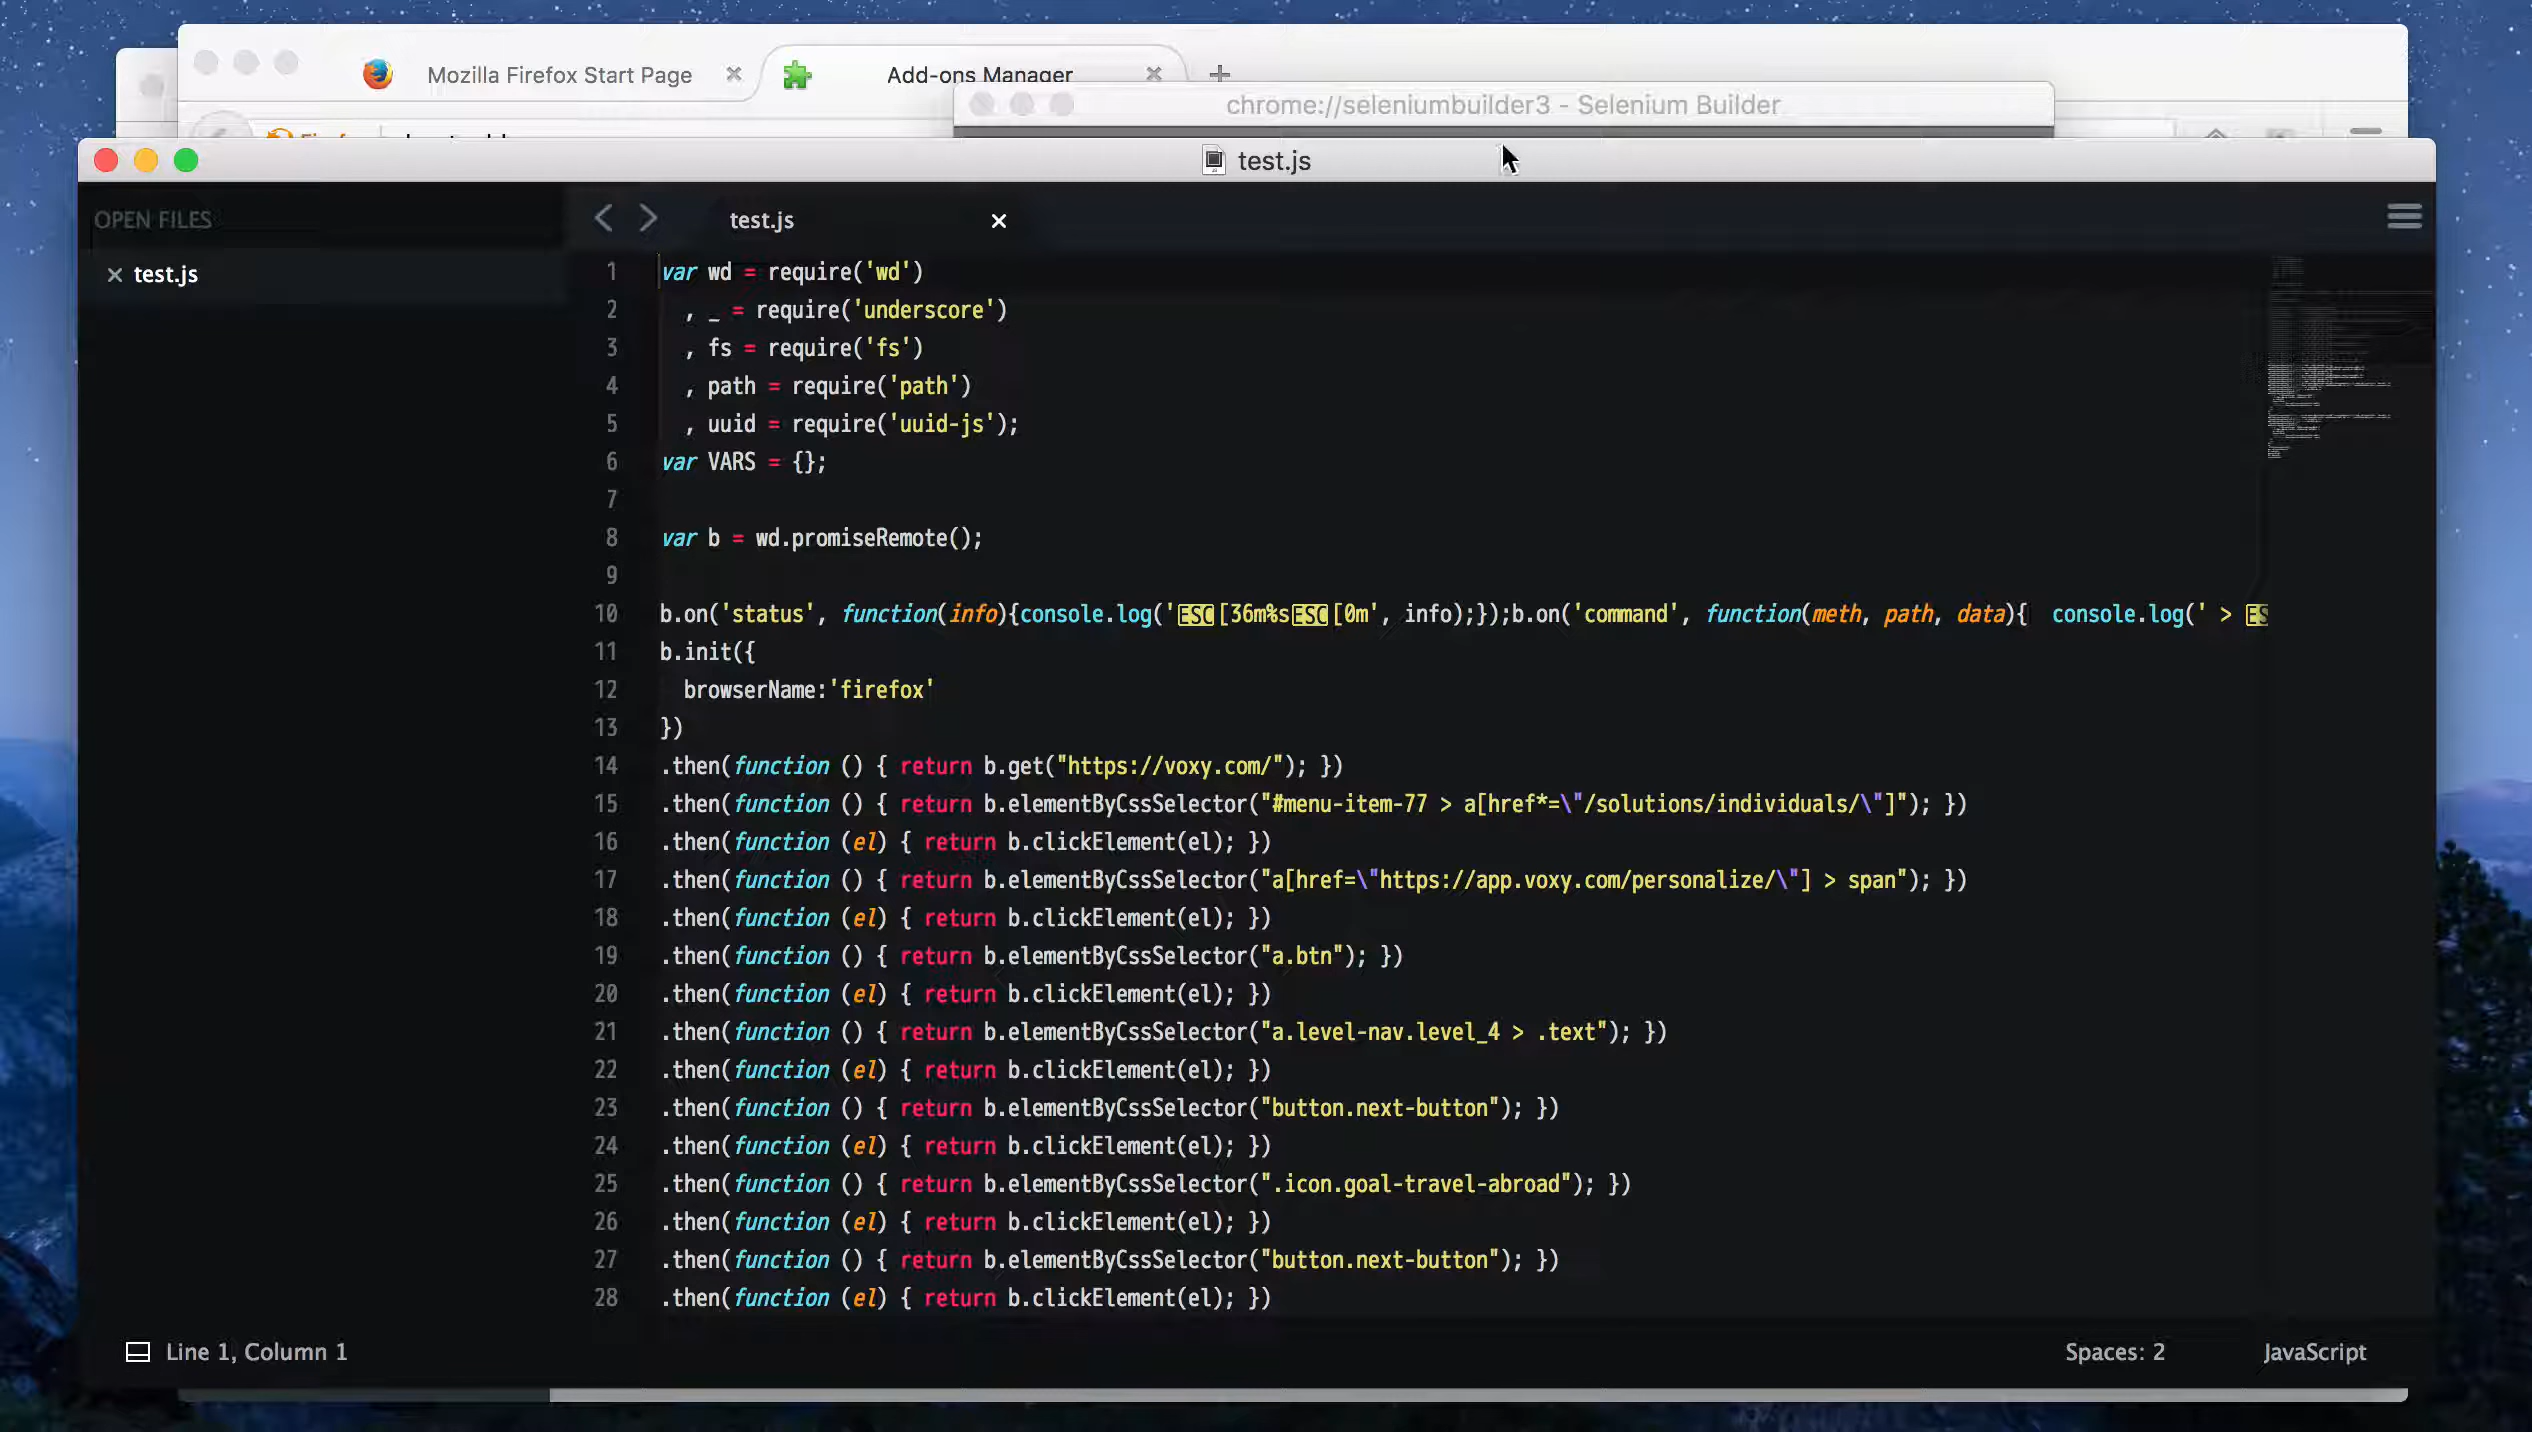 Mozilla Firefox Start Page
Add-ons Manager
chrome://seleniumbuilder3 - Selenium Builder
test.js
OPEN FILES
test.js
test.js
1 var wd = require('wd')
2 , _ = require('underscore')
3 , fs = require('fs')
4 , path = require('path')
5 , uuid = require('uuid-js');
6 var VARS = {};
7
8 var b = wd.promiseRemote();
9
10 b.on('status', function(info){console.log('ESC[36m%sESC[0m', info);});b.on('command', function(meth, path, data){  console.log(' >
11 b.init({
12   browserName:'firefox'
13 })
14 .then(function () { return b.get("https://voxy.com/"); })
15 .then(function () { return b.elementByCssSelector("#menu-item-77 > a[href*=\"/solutions/individuals/\"]"); })
16 .then(function (el) { return b.clickElement(el); })
17 .then(function () { return b.elementByCssSelector("a[href=\"https://app.voxy.com/personalize/\"] > span"); })
18 .then(function (el) { return b.clickElement(el); })
19 .then(function () { return b.elementByCssSelector("a.btn"); })
20 .then(function (el) { return b.clickElement(el); })
21 .then(function () { return b.elementByCssSelector("a.level-nav.level_4 > .text"); })
22 .then(function (el) { return b.clickElement(el); })
23 .then(function () { return b.elementByCssSelector("button.next-button"); })
24 .then(function (el) { return b.clickElement(el); })
25 .then(function () { return b.elementByCssSelector(".icon.goal-travel-abroad"); })
26 .then(function (el) { return b.clickElement(el); })
27 .then(function () { return b.elementByCssSelector("button.next-button"); })
28 .then(function (el) { return b.clickElement(el); })
Line 1, Column 1
Spaces: 2
JavaScript